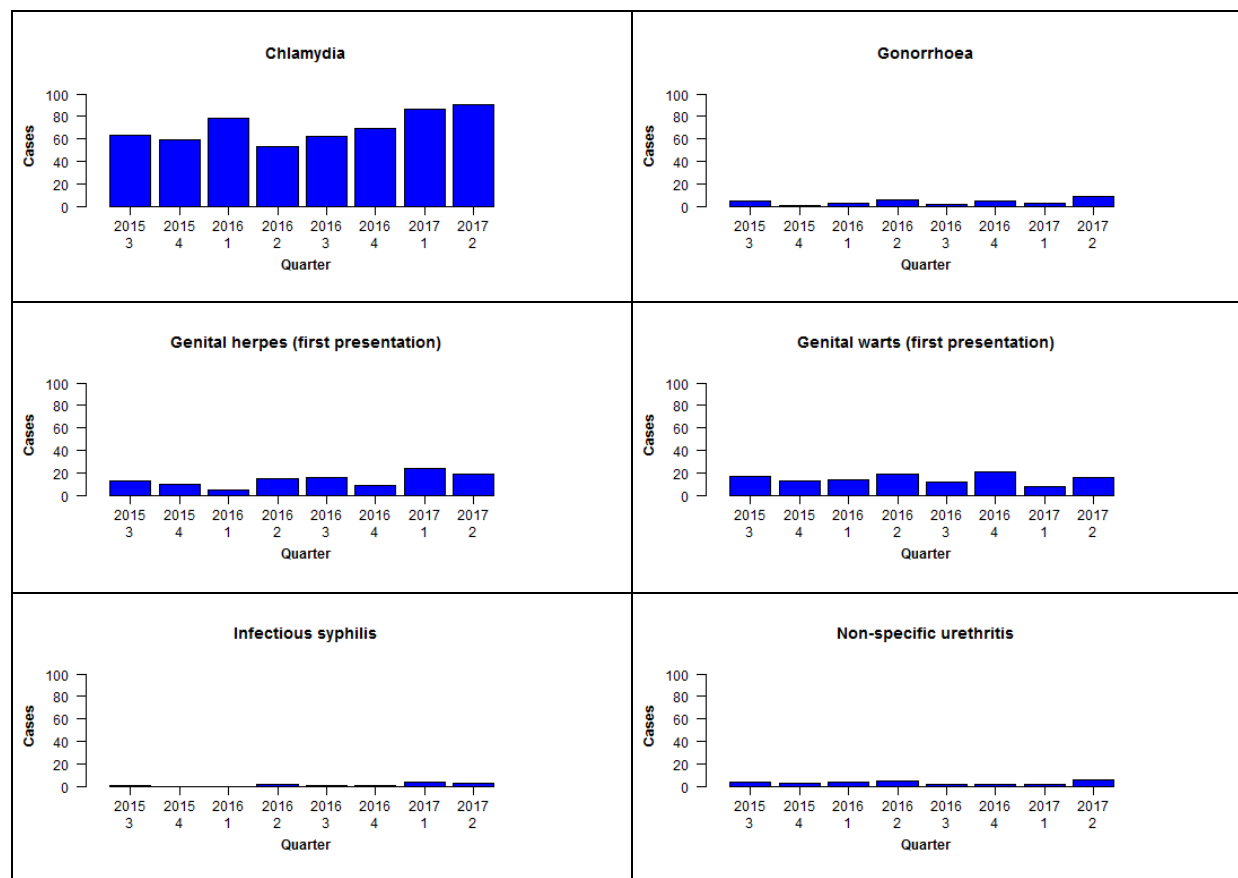 Chlamydia
100
80
60
40
20
0
Cases
2015 2015 2016 2016 2016 2016 2017 2017
3 4 1 2 3 4 1 2
Quarter
Gonorrhoea
100
80
60
40
20
0
Cases
2015 2015 2016 2016 2016 2016 2017 2017
3 4 1 2 3 4 1 2
Quarter
Genital herpes (first presentation)
100
80
60
40
20
0
Cases
2015 2015 2016 2016 2016 2016 2017 2017
3 4 1 2 3 4 1 2
Quarter
Genital warts (first presentation)
100
80
60
40
20
0
Cases
2015 2015 2016 2016 2016 2016 2017 2017
3 4 1 2 3 4 1 2
Quarter
Infectious syphilis
100
80
60
40
20
0
Cases
2015 2015 2016 2016 2016 2016 2017 2017
3 4 1 2 3 4 1 2
Quarter
Non-specific urethritis
100
80
60
40
20
0
Cases
2015 2015 2016 2016 2016 2016 2017 2017
3 4 1 2 3 4 1 2
Quarter